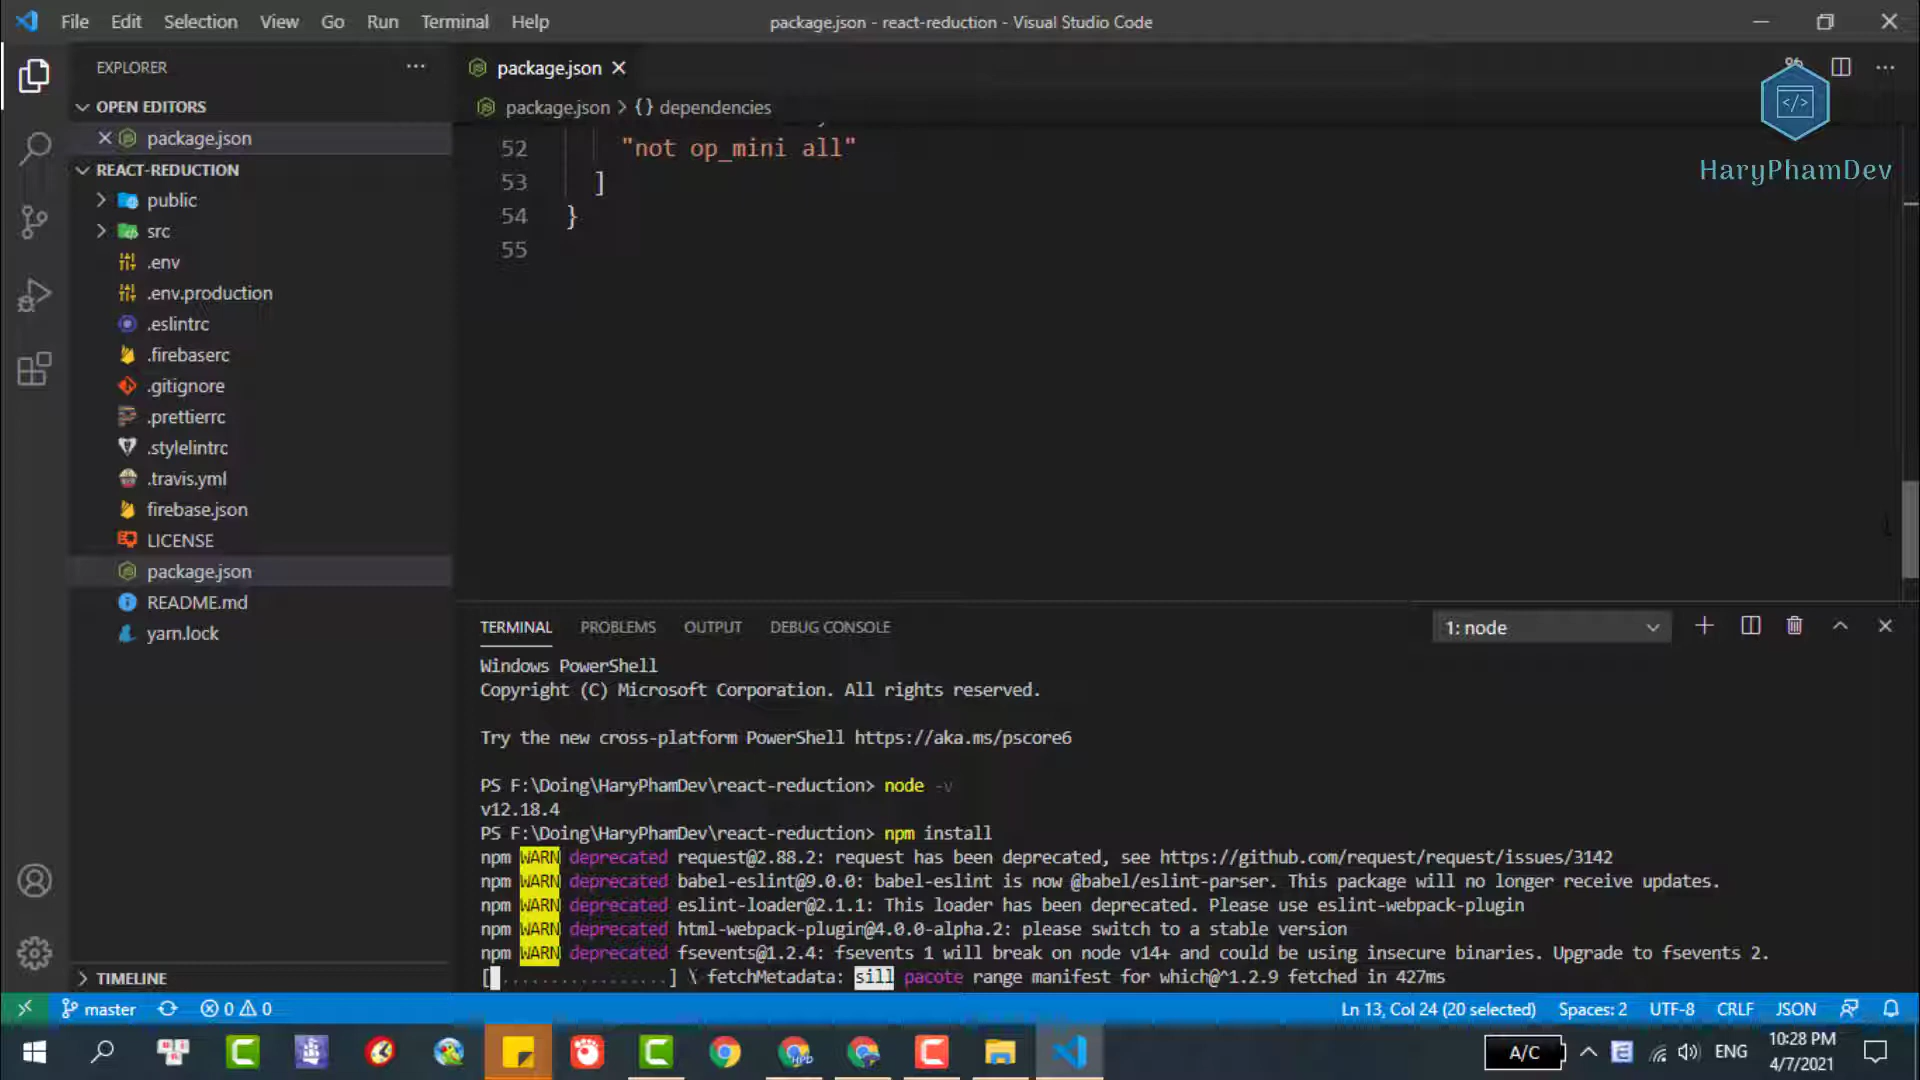 File Edit Selection View Go Run Terminal Help
package.json - react-reduction - Visual Studio Code
EXPLORER
OPEN EDITORS
package.json
REACT-REDUCTION
public
src
.env
.env.production
.eslintrc
.firebaserc
.gitignore
.prettierrc
.stylelintrc
.travis.yml
firebase.json
LICENSE
package.json
README.md
yarn.lock
TIMELINE
package.json
package.json > {} dependencies
HaryPhamDev
52 "not op_mini all"
53 ]
54 }
55
TERMINAL PROBLEMS OUTPUT DEBUG CONSOLE
1: node
Windows PowerShell
Copyright (C) Microsoft Corporation. All rights reserved.
Try the new cross-platform PowerShell https://aka.ms/pscore6
PS F:\Doing\HaryPhamDev\react-reduction> node -v
v12.18.4
PS F:\Doing\HaryPhamDev\react-reduction> npm install
npm WARN deprecated request@2.88.2: request has been deprecated, see https://github.com/request/request/issues/3142
npm WARN deprecated babel-eslint@9.0.0: babel-eslint is now @babel/eslint-parser. This package will no longer receive updates.
npm WARN deprecated eslint-loader@2.1.1: This loader has been deprecated. Please use eslint-webpack-plugin
npm WARN deprecated html-webpack-plugin@4.0.0-alpha.2: please switch to a stable version
npm WARN deprecated fsevents@1.2.4: fsevents 1 will break on node v14+ and could be using insecure binaries. Upgrade to fsevents 2.
[ .................] \ fetchMetadata: sill pacote range manifest for which@^1.2.9 fetched in 427ms
master 0 0
Ln 13, Col 24 (20 selected) Spaces: 2 UTF-8 CRLF JSON
A/C ENG 10:28 PM
4/7/2021